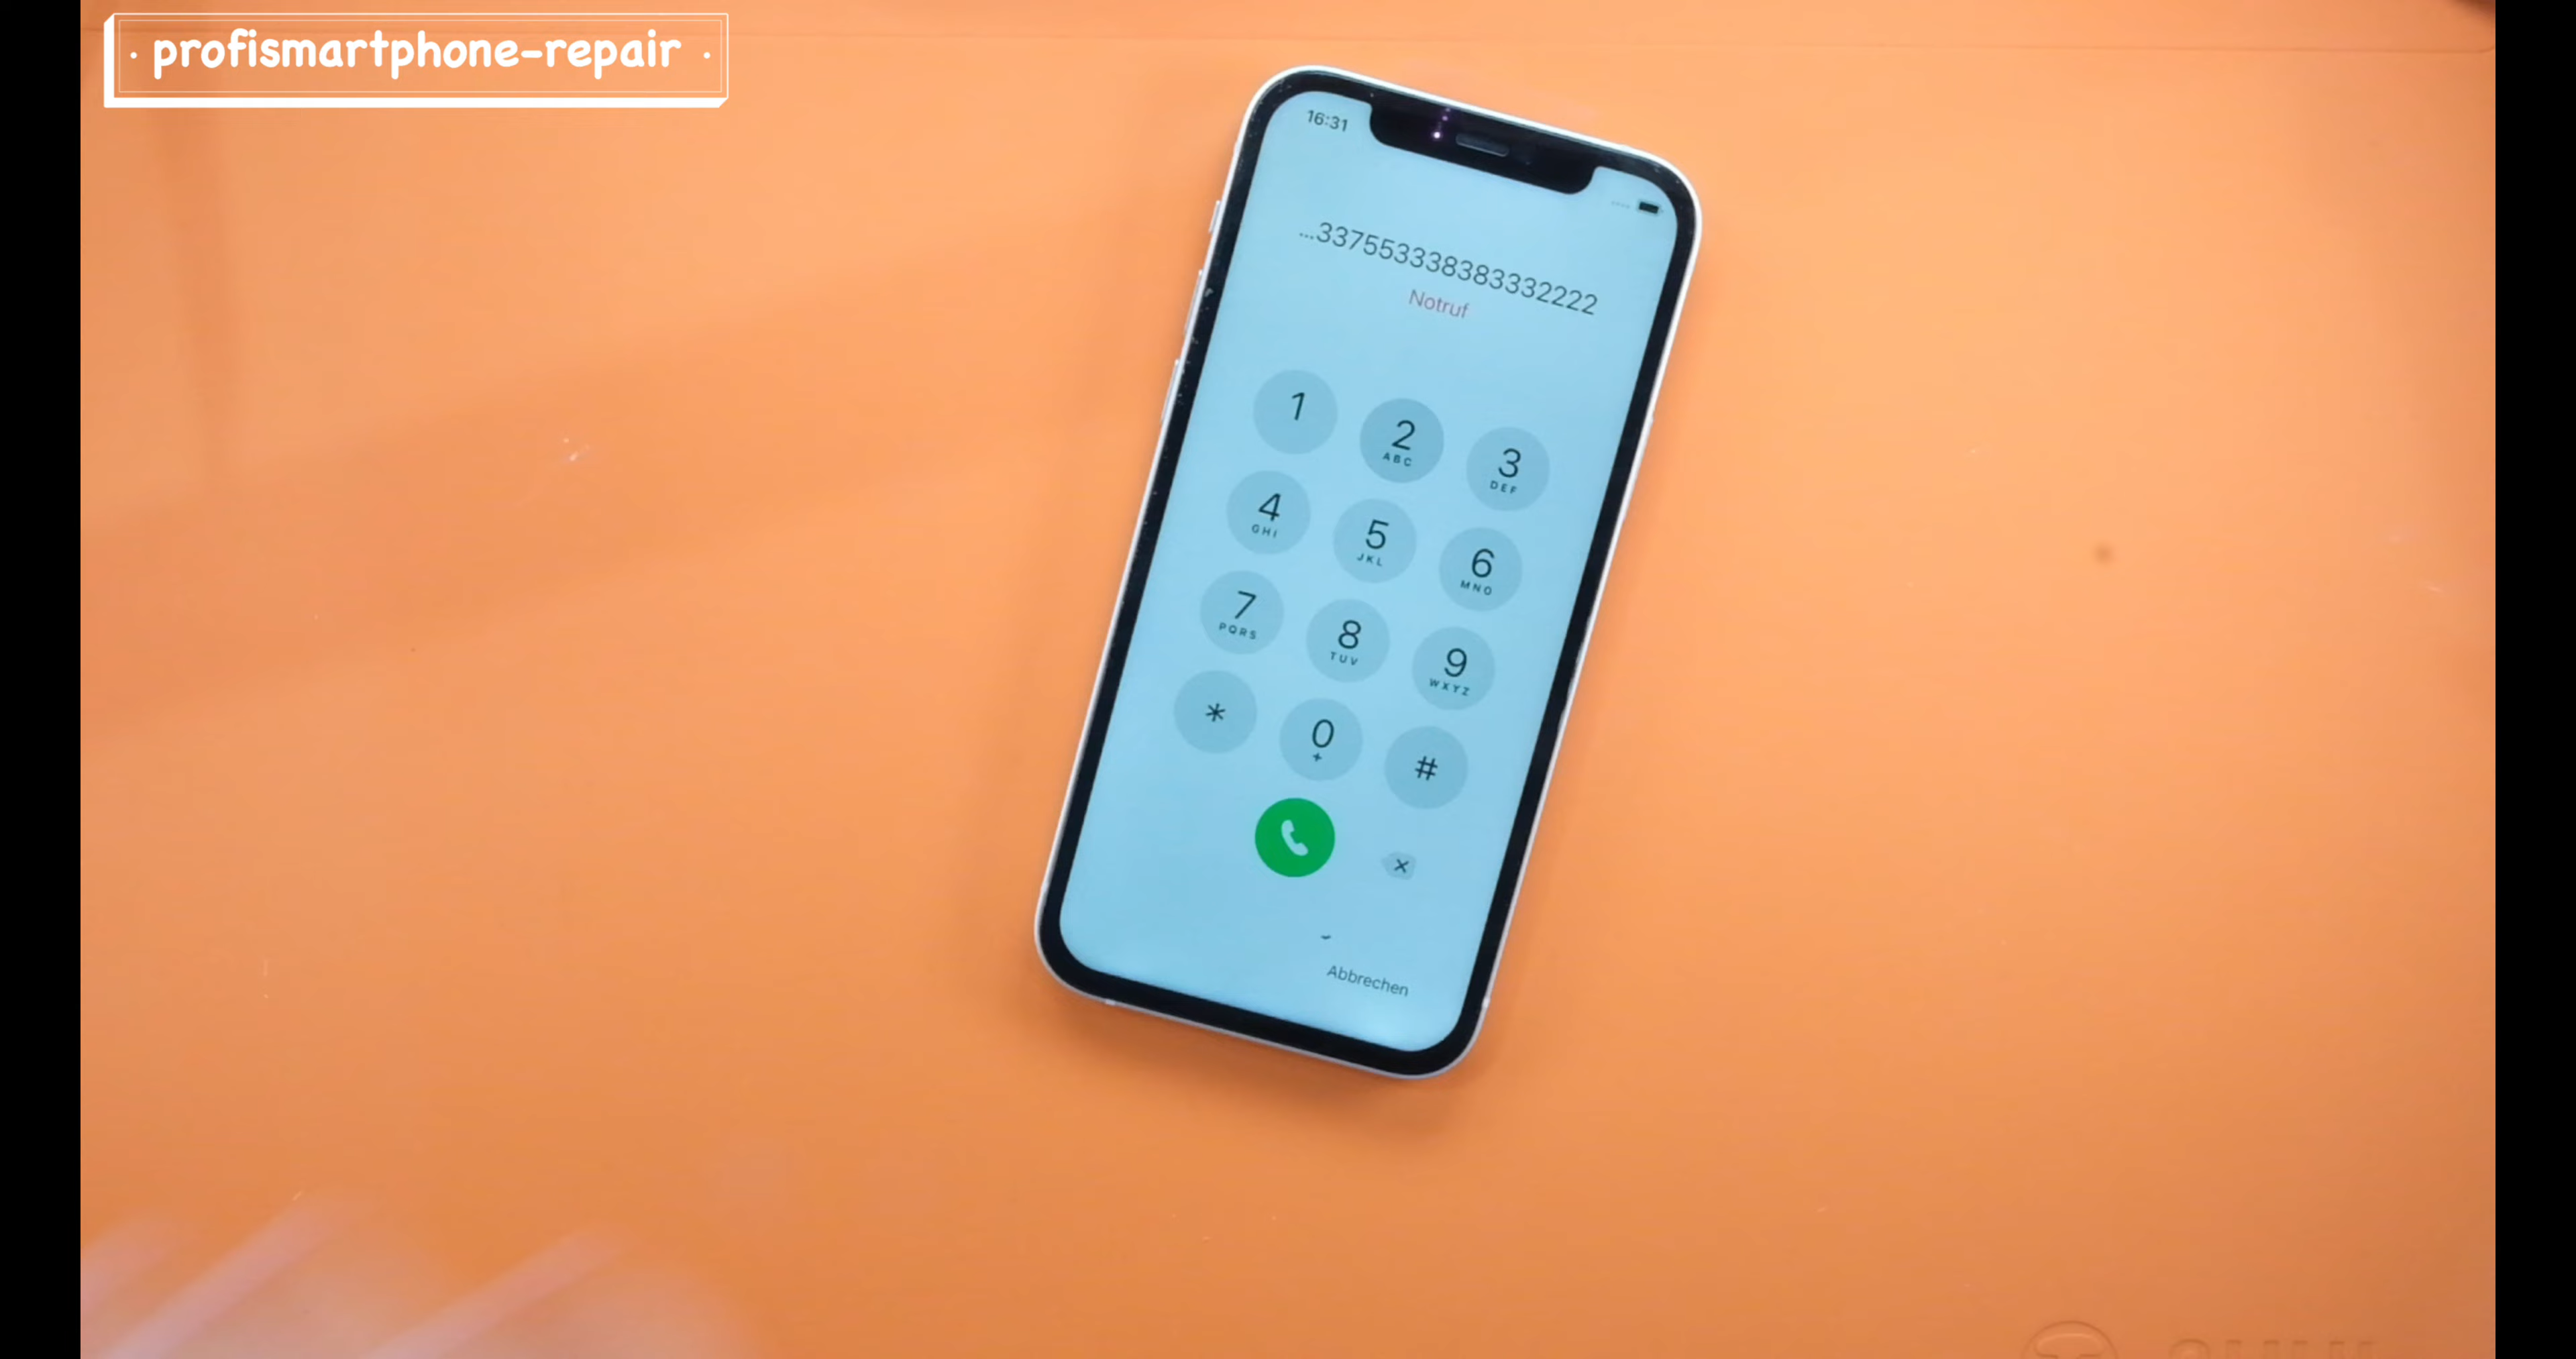 · profismartphone-repair ·
16:31
...337553338383332222
Notruf
1
2
ABC
3
DEF
4
GHI
5
JKL
6
MNO
7
PQRS
8
TUV
9
WXYZ
*
0
+
#
Abbrechen